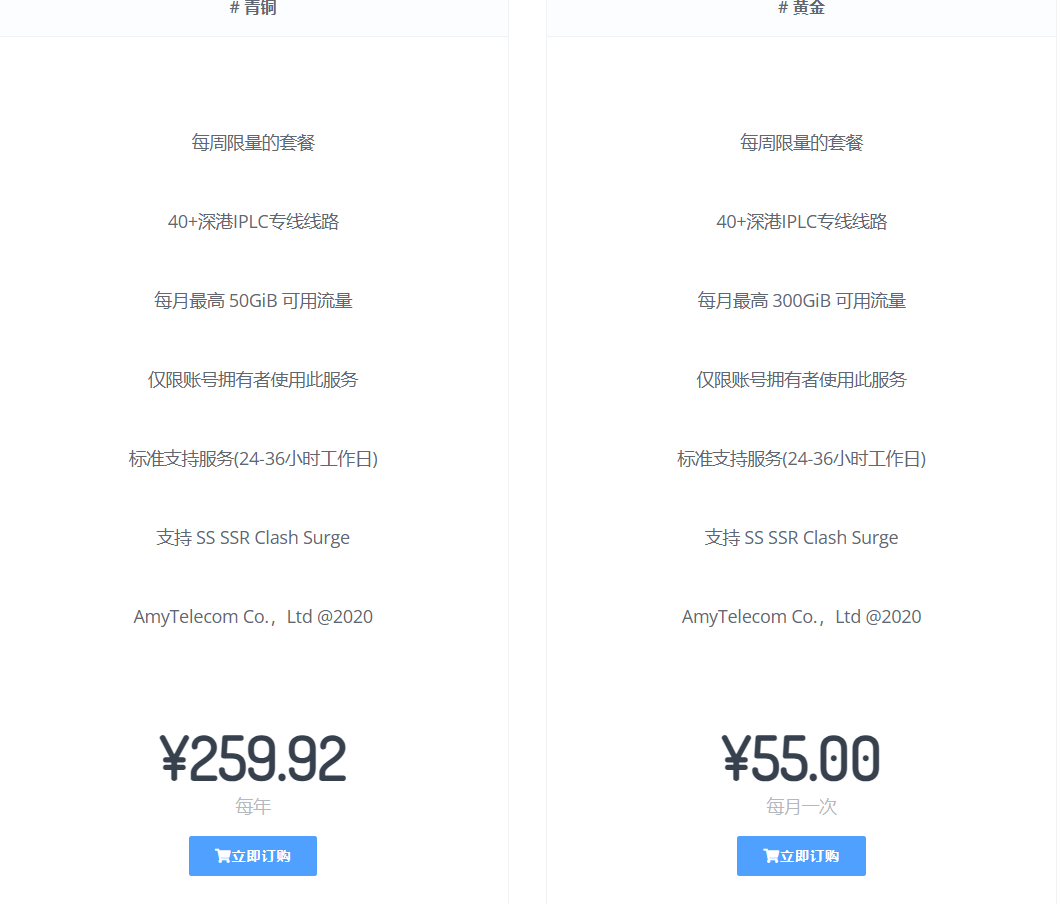 # 青铜
每周限量的套餐
40+深港IPLC专线线路
每月最高 50GiB 可用流量
仅限账号拥有者使用此服务
标准支持服务(24-36小时工作日)
支持 SS SSR Clash Surge
AmyTelecom Co.，Ltd @2020
¥259.92
每年
立即订购
# 黄金
每周限量的套餐
40+深港IPLC专线线路
每月最高 300GiB 可用流量
仅限账号拥有者使用此服务
标准支持服务(24-36小时工作日)
支持 SS SSR Clash Surge
AmyTelecom Co.，Ltd @2020
¥55.00
每月一次
立即订购